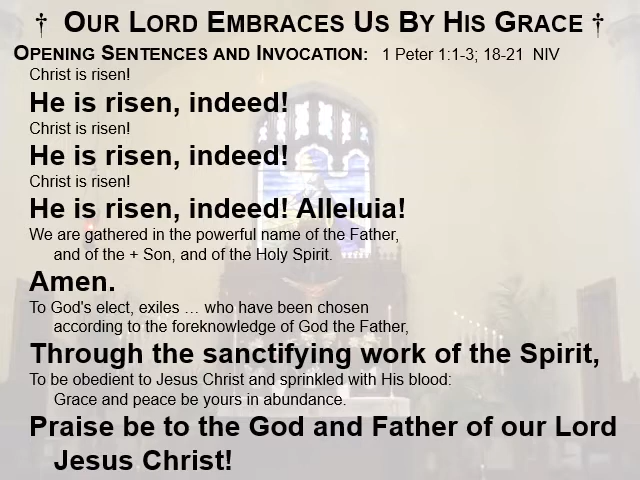 † Our Lord Embraces Us By His Grace †
Opening Sentences and Invocation: 1 Peter 1:1-3; 18-21 NIV
Christ is risen!
He is risen, indeed!
Christ is risen!
He is risen, indeed!
Christ is risen!
He is risen, indeed! Alleluia!
We are gathered in the powerful name of the Father,
and of the + Son, and of the Holy Spirit.
Amen.
To God's elect, exiles … who have been chosen
according to the foreknowledge of God the Father,
Through the sanctifying work of the Spirit,
To be obedient to Jesus Christ and sprinkled with His blood:
Grace and peace be yours in abundance.
Praise be to the God and Father of our Lord
Jesus Christ!